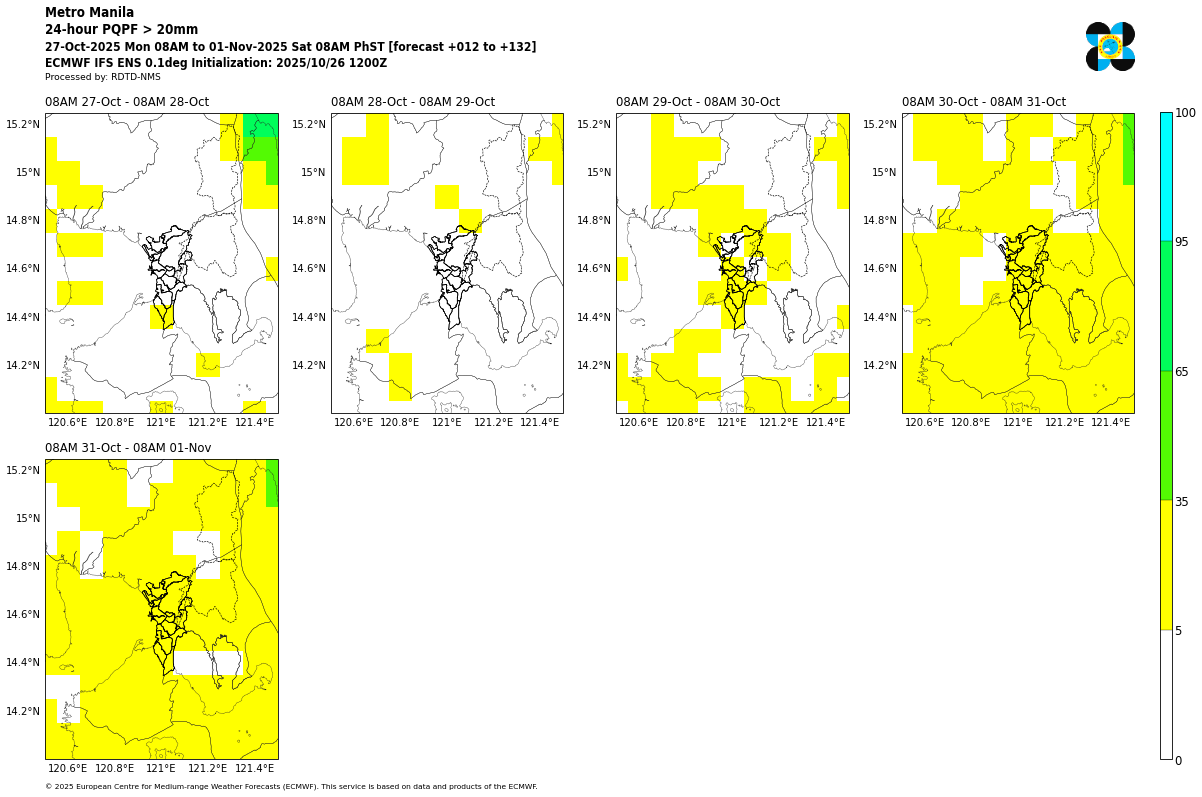 Metro Manila
24-hour PQPF > 20mm
27-Oct-2025 Mon 08AM to 01-Nov-2025 Sat 08AM PhST [forecast +012 to +132]
ECMWF IFS ENS 0.1deg Initialization: 2025/10/26 1200Z
Processed by: RDTD-NMS
08AM 27-Oct - 08AM 28-Oct
08AM 28-Oct - 08AM 29-Oct
08AM 29-Oct - 08AM 30-Oct
08AM 30-Oct - 08AM 31-Oct
15.2°N
15°N
14.8°N
14.6°N
14.4°N
14.2°N
120.6°E 120.8°E 121°E 121.2°E 121.4°E
15.2°N
15°N
14.8°N
14.6°N
14.4°N
14.2°N
120.6°E 120.8°E 121°E 121.2°E 121.4°E
15.2°N
15°N
14.8°N
14.6°N
14.4°N
14.2°N
120.6°E 120.8°E 121°E 121.2°E 121.4°E
15.2°N
15°N
14.8°N
14.6°N
14.4°N
14.2°N
120.6°E 120.8°E 121°E 121.2°E 121.4°E
100
95
65
35
5
0
08AM 31-Oct - 08AM 01-Nov
15.2°N
15°N
14.8°N
14.6°N
14.4°N
14.2°N
120.6°E 120.8°E 121°E 121.2°E 121.4°E
© 2025 European Centre for Medium-range Weather Forecasts (ECMWF). This service is based on data and products of the ECMWF.